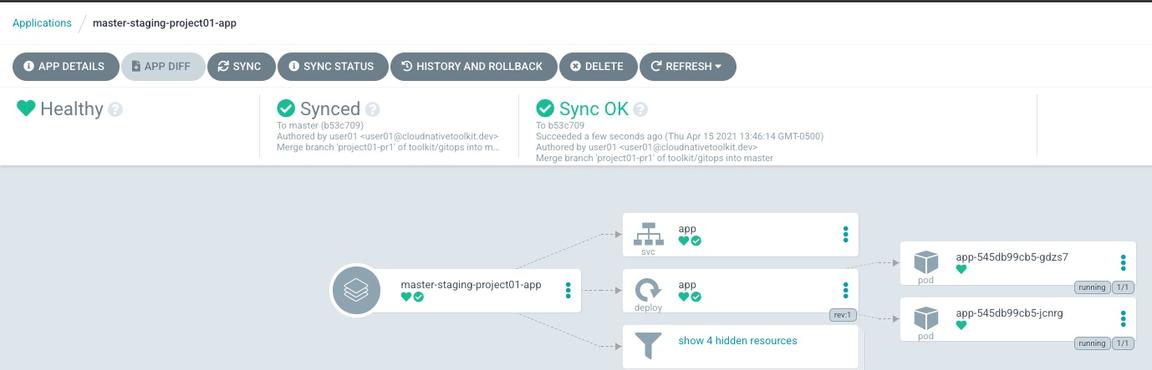 Applications / master-staging-project01-app
APP DETAILS APP DIFF SYNC SYNC STATUS HISTORY AND ROLLBACK DELETE REFRESH
Healthy ?
Synced ?
To master (b53c709)
Authored by user01 <user01@cloudnativetoolkit.dev>
Merge branch 'project01-pr1' of toolkit/gitops into m...
Sync OK ?
To b53c709
Succeeded a few seconds ago (Thu Apr 15 2021 13:46:14 GMT-0500)
Authored by user01 <user01@cloudnativetoolkit.dev>
Merge branch 'project01-pr1' of toolkit/gitops into master
master-staging-project01-app
app
svc
app
deploy
rev:1
show 4 hidden resources
app-545db99cb5-gdzs7
pod
running 1/1
app-545db99cb5-jcnrg
pod
running 1/1